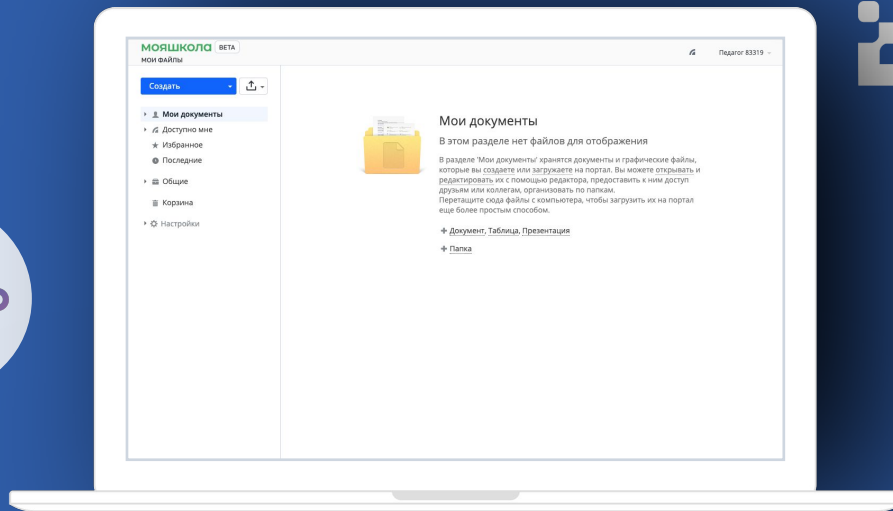 МОЯШКОЛА BETA
МОИ ФАЙЛЫ
Педагог 83319
Создать
Мои документы
Доступно мне
Избранное
Последние
Общие
Корзина
Настройки
Мои документы
В этом разделе нет файлов для отображения
В разделе 'Мои документы' хранятся документы и графические файлы,
которые вы создаете или загружаете на портал. Вы можете открывать и
редактировать их с помощью редактора, предоставить к ним доступ
друзьям или коллегам, организовать по папкам.
Перетащите сюда файлы с компьютера, чтобы загрузить их на портал
еще более простым способом.
Документ, Таблица, Презентация
Папка